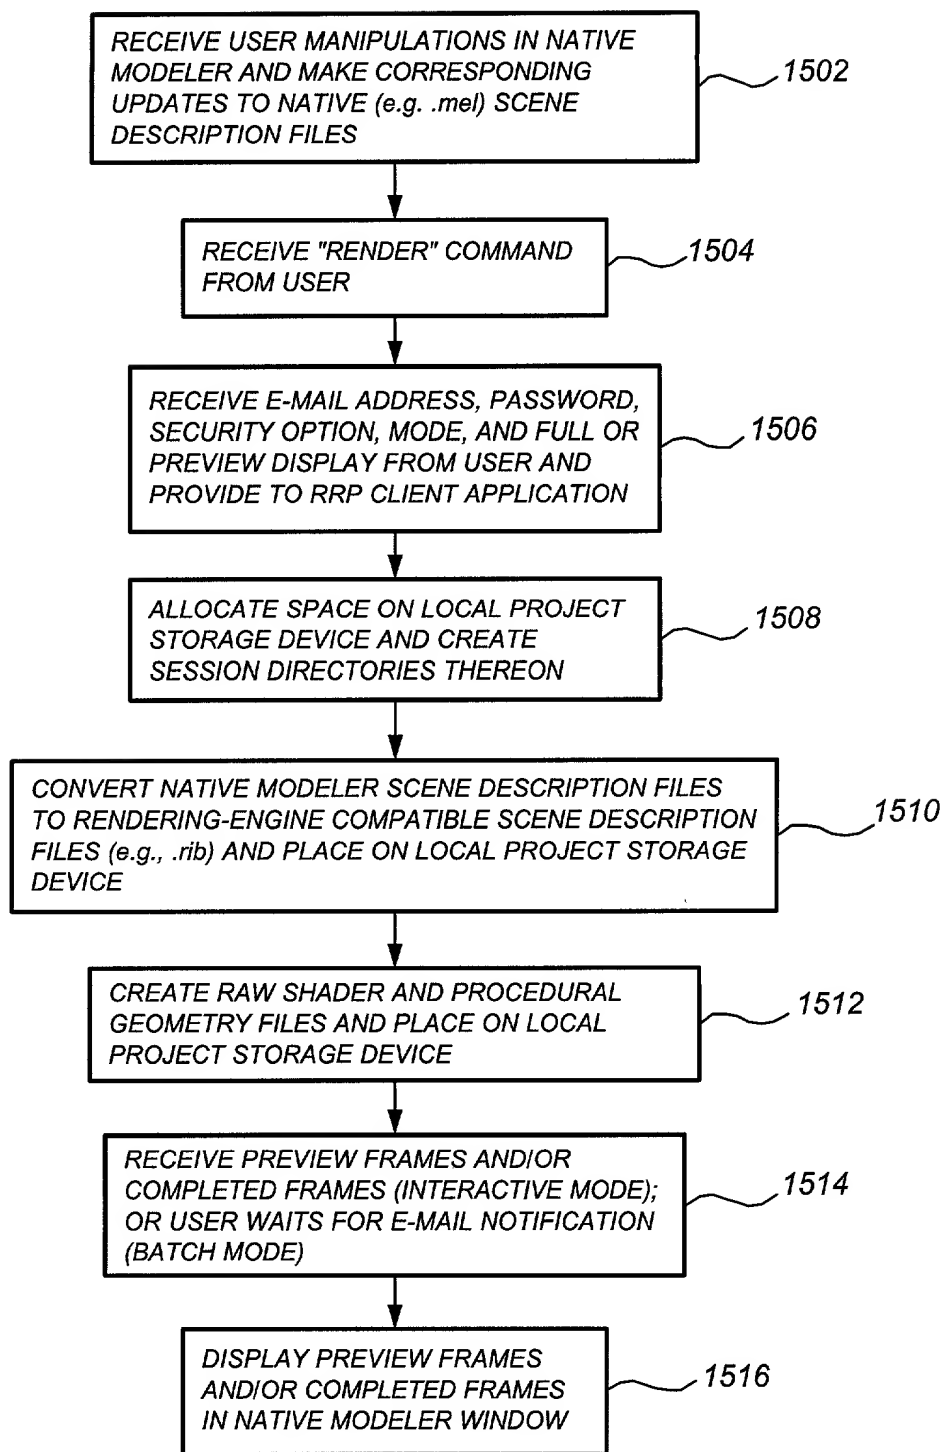 RECEIVE USER MANIPULATIONS IN NATIVE
MODELER AND MAKE CORRESPONDING
UPDATES TO NATIVE (e.g. .mel) SCENE
DESCRIPTION FILES
1502
RECEIVE "RENDER" COMMAND
FROM USER
1504
RECEIVE E-MAIL ADDRESS, PASSWORD,
SECURITY OPTION, MODE, AND FULL OR
PREVIEW DISPLAY FROM USER AND
PROVIDE TO RRP CLIENT APPLICATION
1506
ALLOCATE SPACE ON LOCAL PROJECT
STORAGE DEVICE AND CREATE
SESSION DIRECTORIES THEREON
1508
CONVERT NATIVE MODELER SCENE DESCRIPTION FILES
TO RENDERING-ENGINE COMPATIBLE SCENE DESCRIPTION
FILES (e.g., .rib) AND PLACE ON LOCAL PROJECT STORAGE
DEVICE
1510
CREATE RAW SHADER AND PROCEDURAL
GEOMETRY FILES AND PLACE ON LOCAL
PROJECT STORAGE DEVICE
1512
RECEIVE PREVIEW FRAMES AND/OR
COMPLETED FRAMES (INTERACTIVE MODE);
OR USER WAITS FOR E-MAIL NOTIFICATION
(BATCH MODE)
1514
DISPLAY PREVIEW FRAMES
AND/OR COMPLETED FRAMES
IN NATIVE MODELER WINDOW
1516